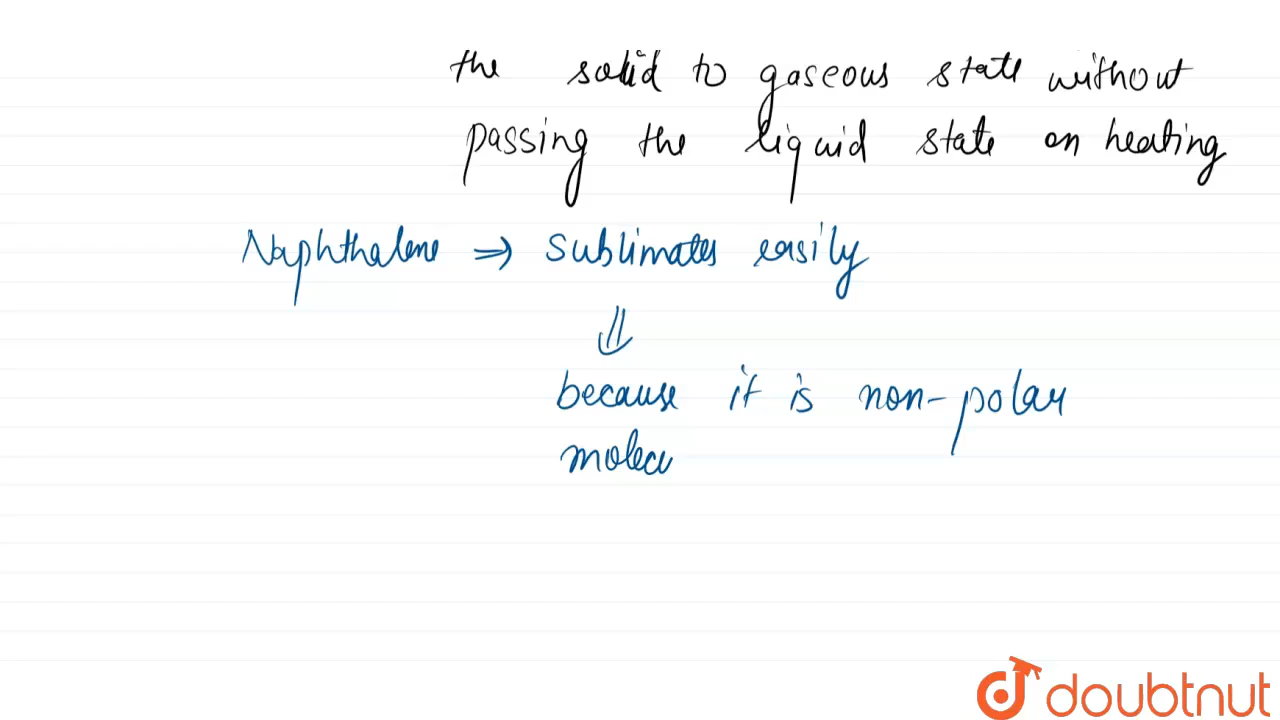 the solid to gaseous state without
passing the liquid state on heating
Naphthalene ⇒ Sublimates easily
⇓
because it is non-polar
molecu
doubtnut